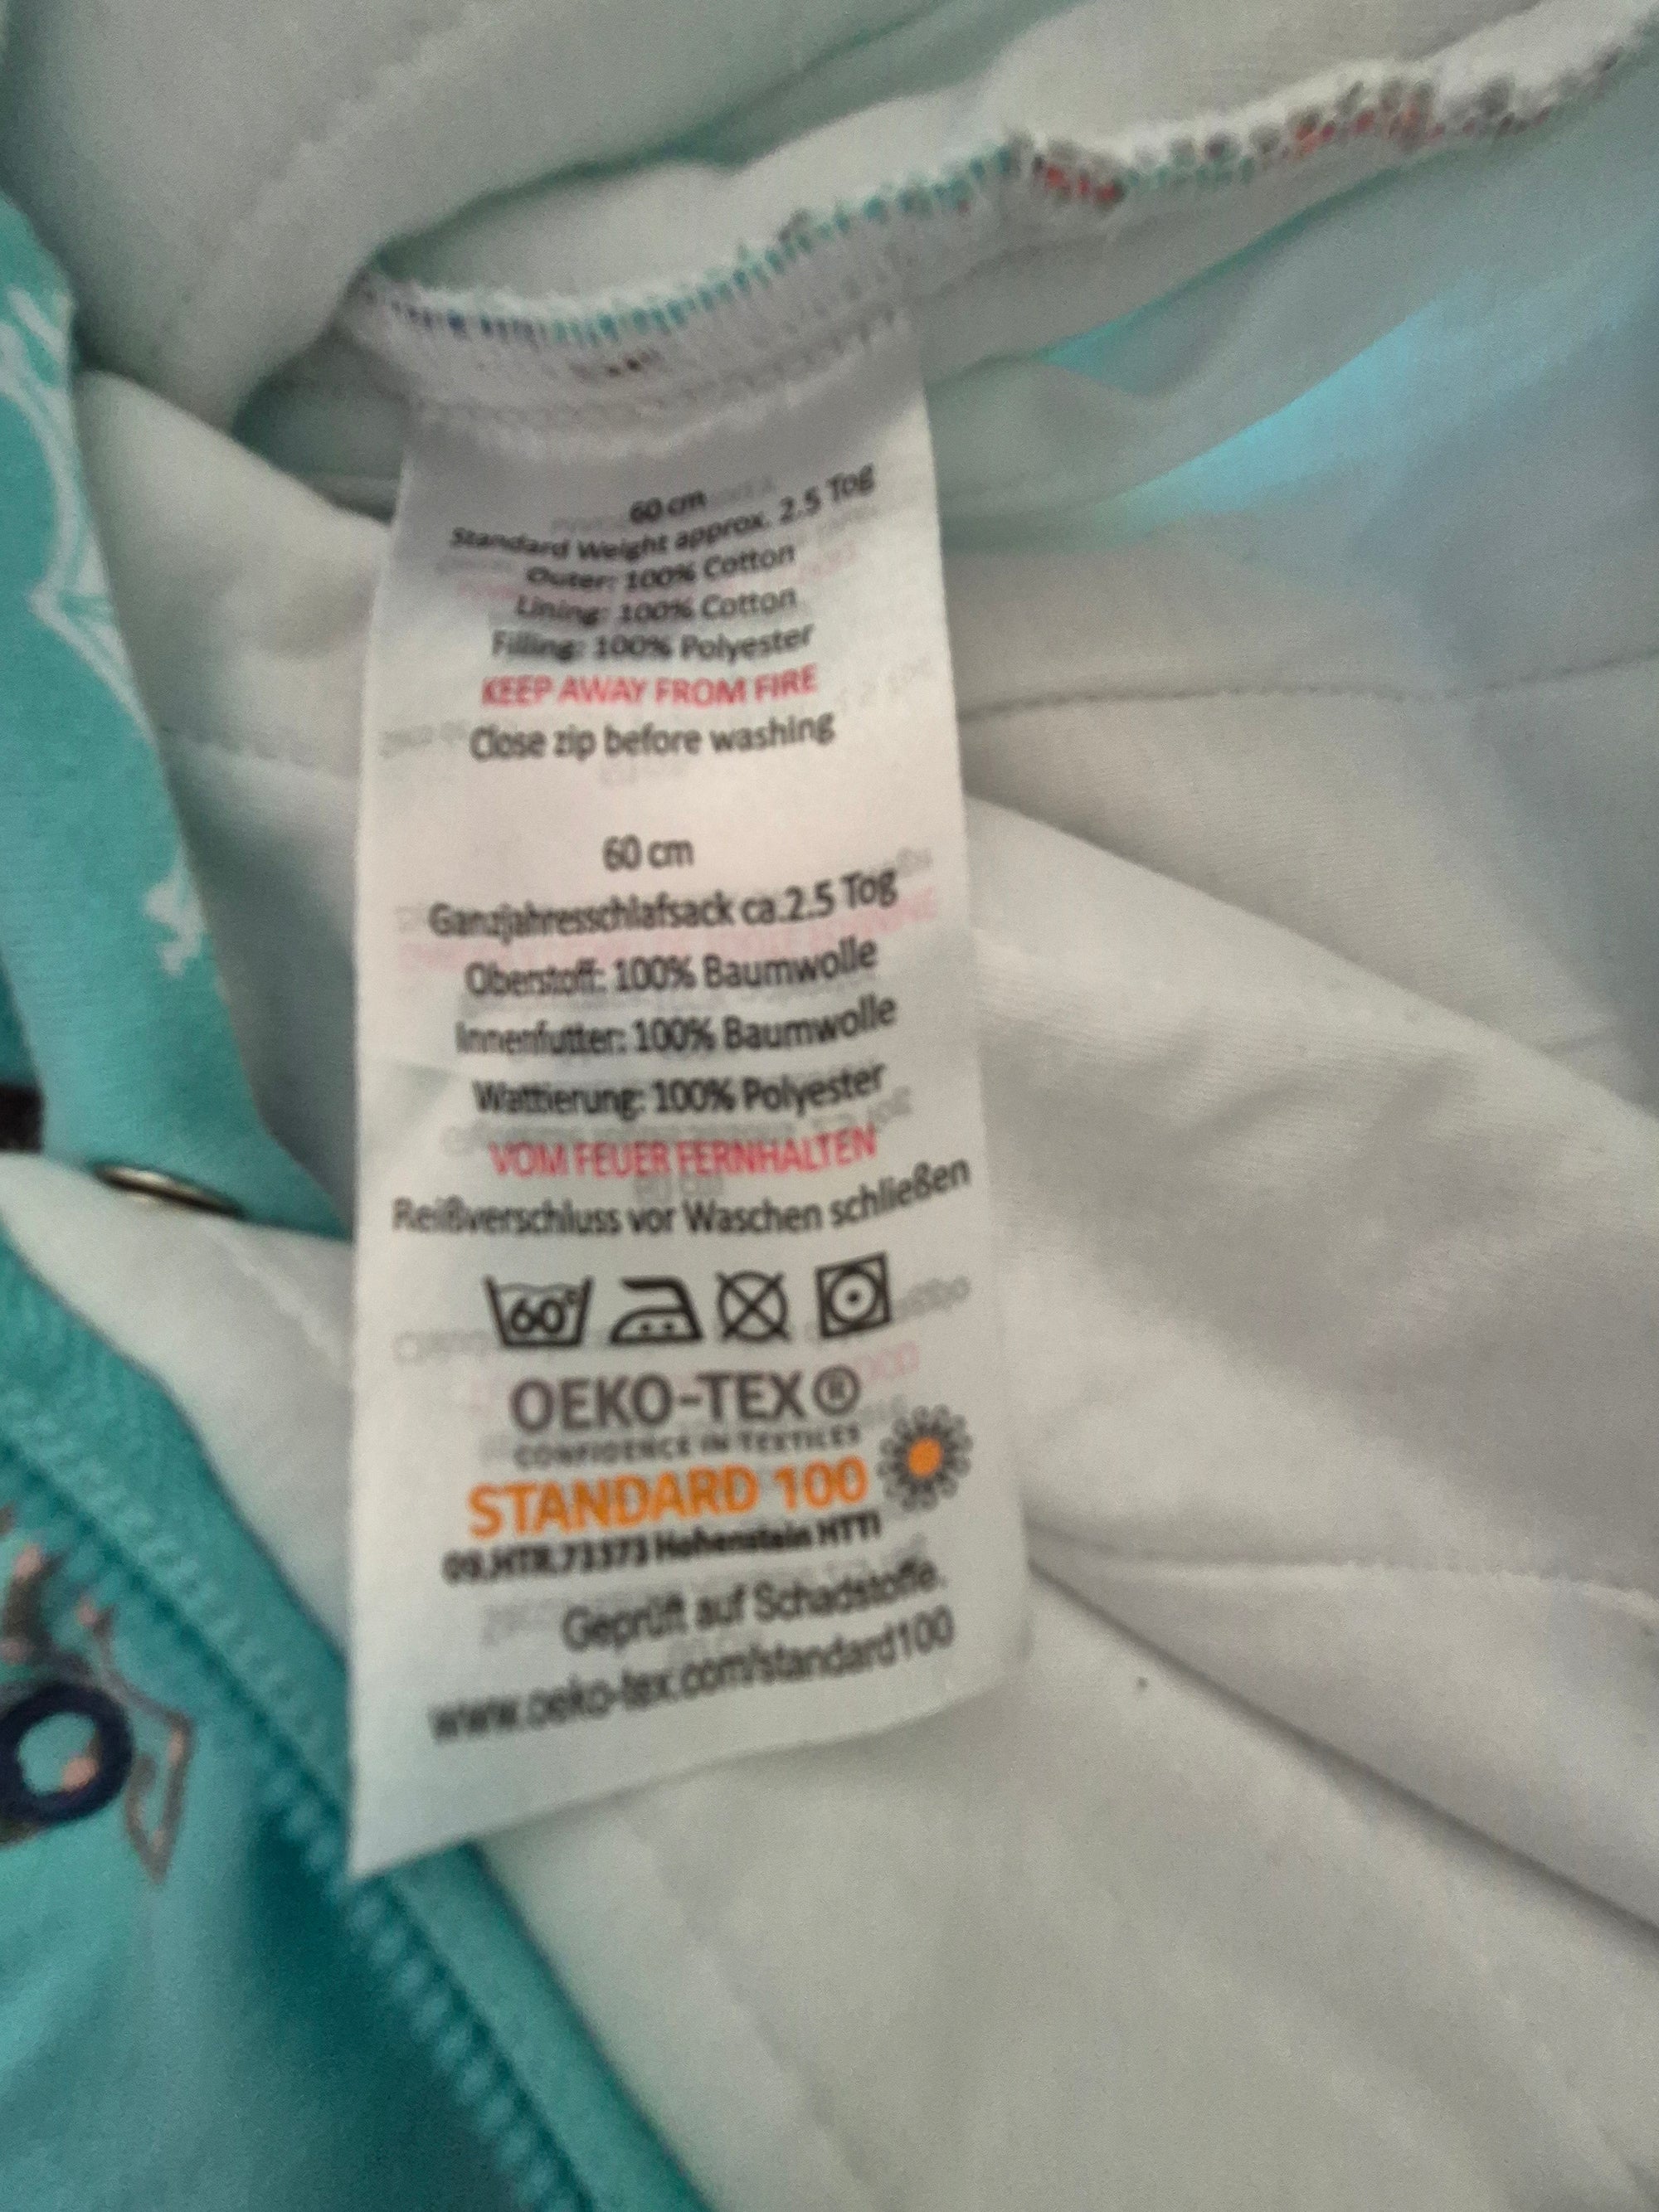 60 cm
Standard Weight approx. 2.5 Tog
Outer: 100% Cotton
Lining: 100% Cotton
Filling: 100% Polyester
KEEP AWAY FROM FIRE
Close zip before washing
60 cm
Ganzjahresschlafsack ca.2.5 Tog
Oberstoff: 100% Baumwolle
Innenfutter: 100% Baumwolle
Wattierung: 100% Polyester
VOM FEUER FERNHALTEN
Reißverschluss vor Waschen schließen
60°
OEKO-TEX®
CONFIDENCE IN TEXTILES
STANDARD 100
Hohenstein HTTI
Geprüft auf Schadstoffe.
www.oeko-tex.com/standard100